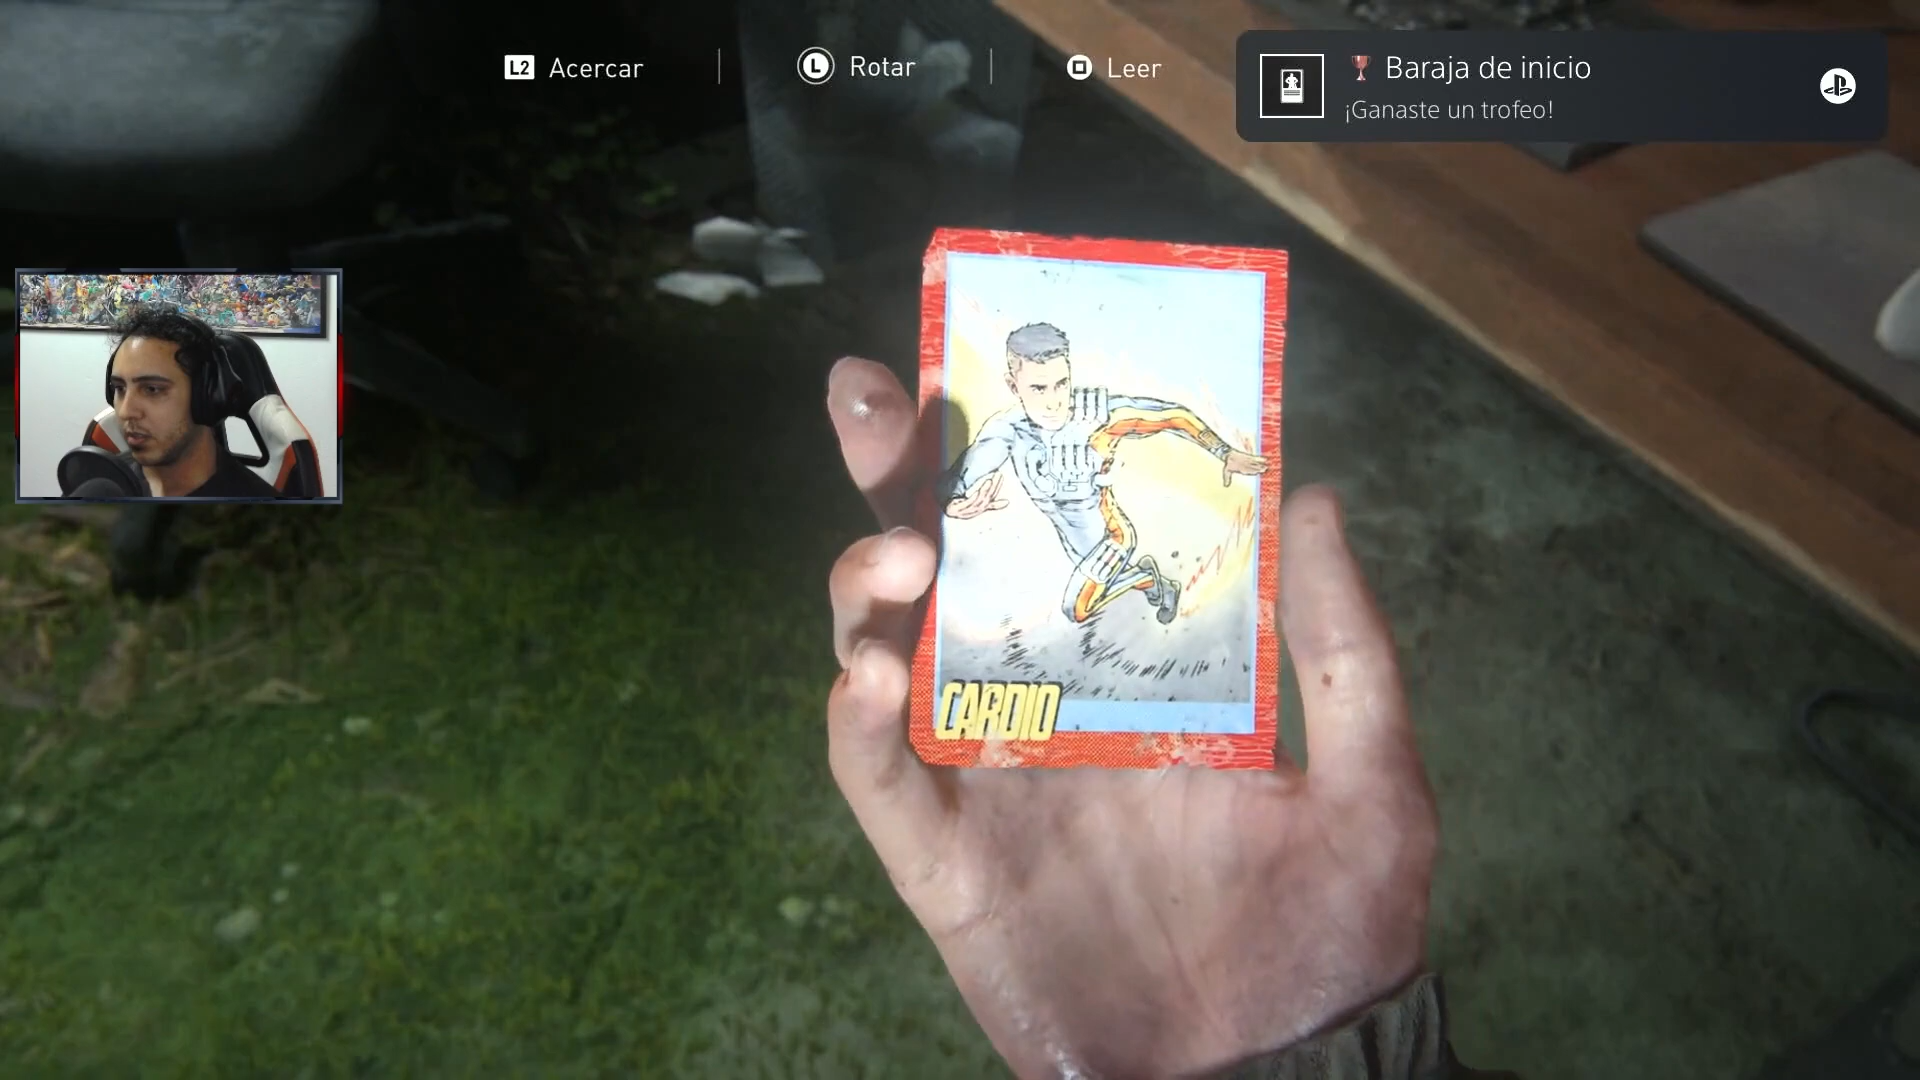 L2 Acercar
L Rotar
Leer
Baraja de inicio
¡Ganaste un trofeo!
CARDIO